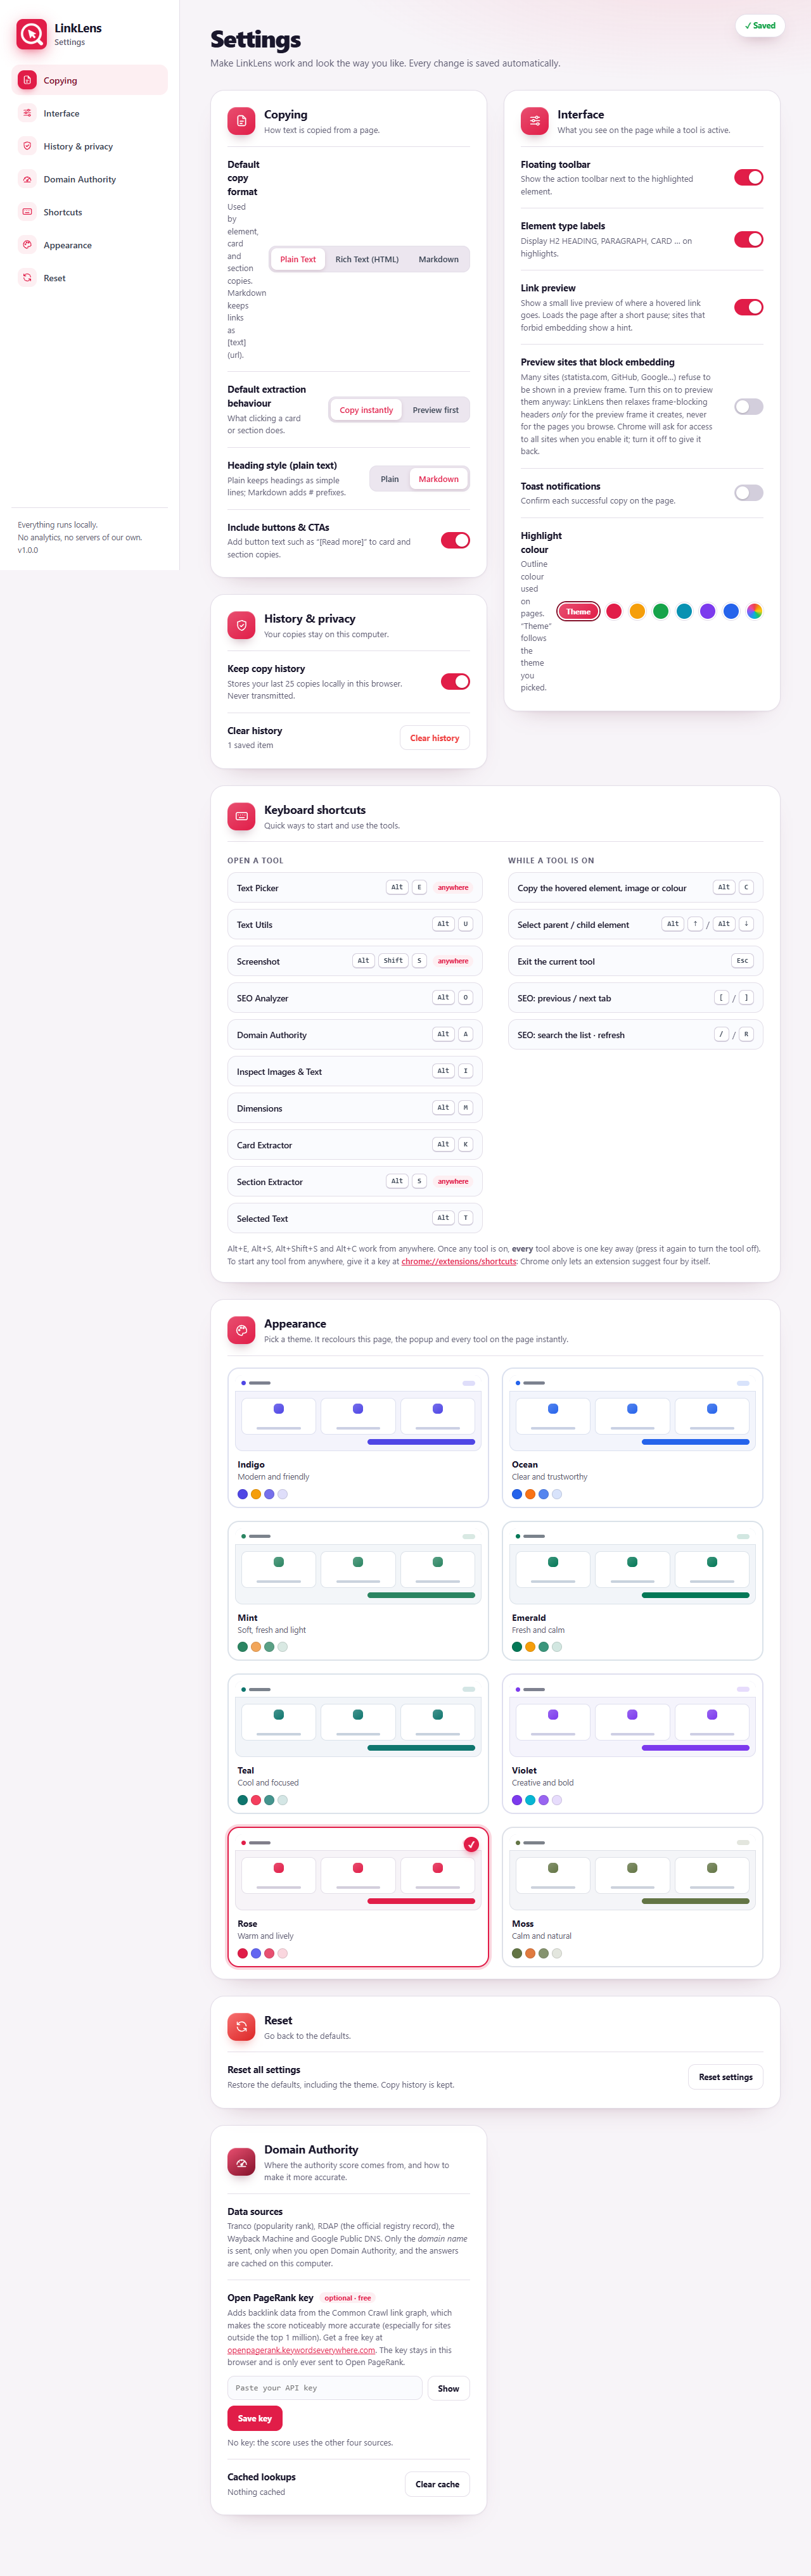 LinkLens
Settings
Copying
Interface
History & privacy
Domain Authority
Shortcuts
Appearance
Reset
Everything runs locally.
No analytics, no servers of our own.
v1.0.0
Settings
Make LinkLens work and look the way you like. Every change is saved automatically.
✓ Saved
Copying
How text is copied from a page.
Default
copy
format
Used
by
element,
card
and
section
copies.
Markdown
keeps
links
as
[text]
(url).
Plain Text
Rich Text (HTML)
Markdown
Default extraction
behaviour
What clicking a card
or section does.
Copy instantly
Preview first
Heading style (plain text)
Plain keeps headings as simple
lines; Markdown adds # prefixes.
Plain
Markdown
Include buttons & CTAs
Add button text such as "[Read more]" to card and
section copies.
Interface
What you see on the page while a tool is active.
Floating toolbar
Show the action toolbar next to the highlighted
element.
Element type labels
Display H2 HEADING, PARAGRAPH, CARD … on
highlights.
Link preview
Show a small live preview of where a hovered link
goes. Loads the page after a short pause; sites that
forbid embedding show a hint.
Preview sites that block embedding
Many sites (statista.com, GitHub, Google...) refuse to
be shown in a preview frame. Turn this on to preview
them anyway: LinkLens then relaxes frame-blocking
headers only for the preview frame it creates, never
for the pages you browse. Chrome will ask for access
to all sites when you enable it; turn it off to give it
back.
Toast notifications
Confirm each successful copy on the page.
Highlight
colour
Outline
colour
used
on
pages.
"Theme"
follows
the
theme
you
picked.
Theme
History & privacy
Your copies stay on this computer.
Keep copy history
Stores your last 25 copies locally in this browser.
Never transmitted.
Clear history
1 saved item
Clear history
Keyboard shortcuts
Quick ways to start and use the tools.
OPEN A TOOL
Text Picker Alt E anywhere
Text Utils Alt U
Screenshot Alt Shift S anywhere
SEO Analyzer Alt O
Domain Authority Alt A
Inspect Images & Text Alt I
Dimensions Alt M
Card Extractor Alt K
Section Extractor Alt S anywhere
Selected Text Alt T
WHILE A TOOL IS ON
Copy the hovered element, image or colour Alt C
Select parent / child element Alt ↑ / Alt ↓
Exit the current tool Esc
SEO: previous / next tab [ / ]
SEO: search the list · refresh / / R
Alt+E, Alt+S, Alt+Shift+S and Alt+C work from anywhere. Once any tool is on, every tool above is one key away (press it again to turn the tool off).
To start any tool from anywhere, give it a key at chrome://extensions/shortcuts: Chrome only lets an extension suggest four by itself.
Appearance
Pick a theme. It recolours this page, the popup and every tool on the page instantly.
Indigo
Modern and friendly
Ocean
Clear and trustworthy
Mint
Soft, fresh and light
Emerald
Fresh and calm
Teal
Cool and focused
Violet
Creative and bold
Rose
Warm and lively
Moss
Calm and natural
Reset
Go back to the defaults.
Reset all settings
Restore the defaults, including the theme. Copy history is kept.
Reset settings
Domain Authority
Where the authority score comes from, and how to
make it more accurate.
Data sources
Tranco (popularity rank), RDAP (the official registry record), the
Wayback Machine and Google Public DNS. Only the domain name
is sent, only when you open Domain Authority, and the answers
are cached on this computer.
Open PageRank key optional · free
Adds backlink data from the Common Crawl link graph, which
makes the score noticeably more accurate (especially for sites
outside the top 1 million). Get a free key at
openpagerank.keywordseverywhere.com. The key stays in this
browser and is only ever sent to Open PageRank.
Paste your API key
Show
Save key
No key: the score uses the other four sources.
Cached lookups
Nothing cached
Clear cache